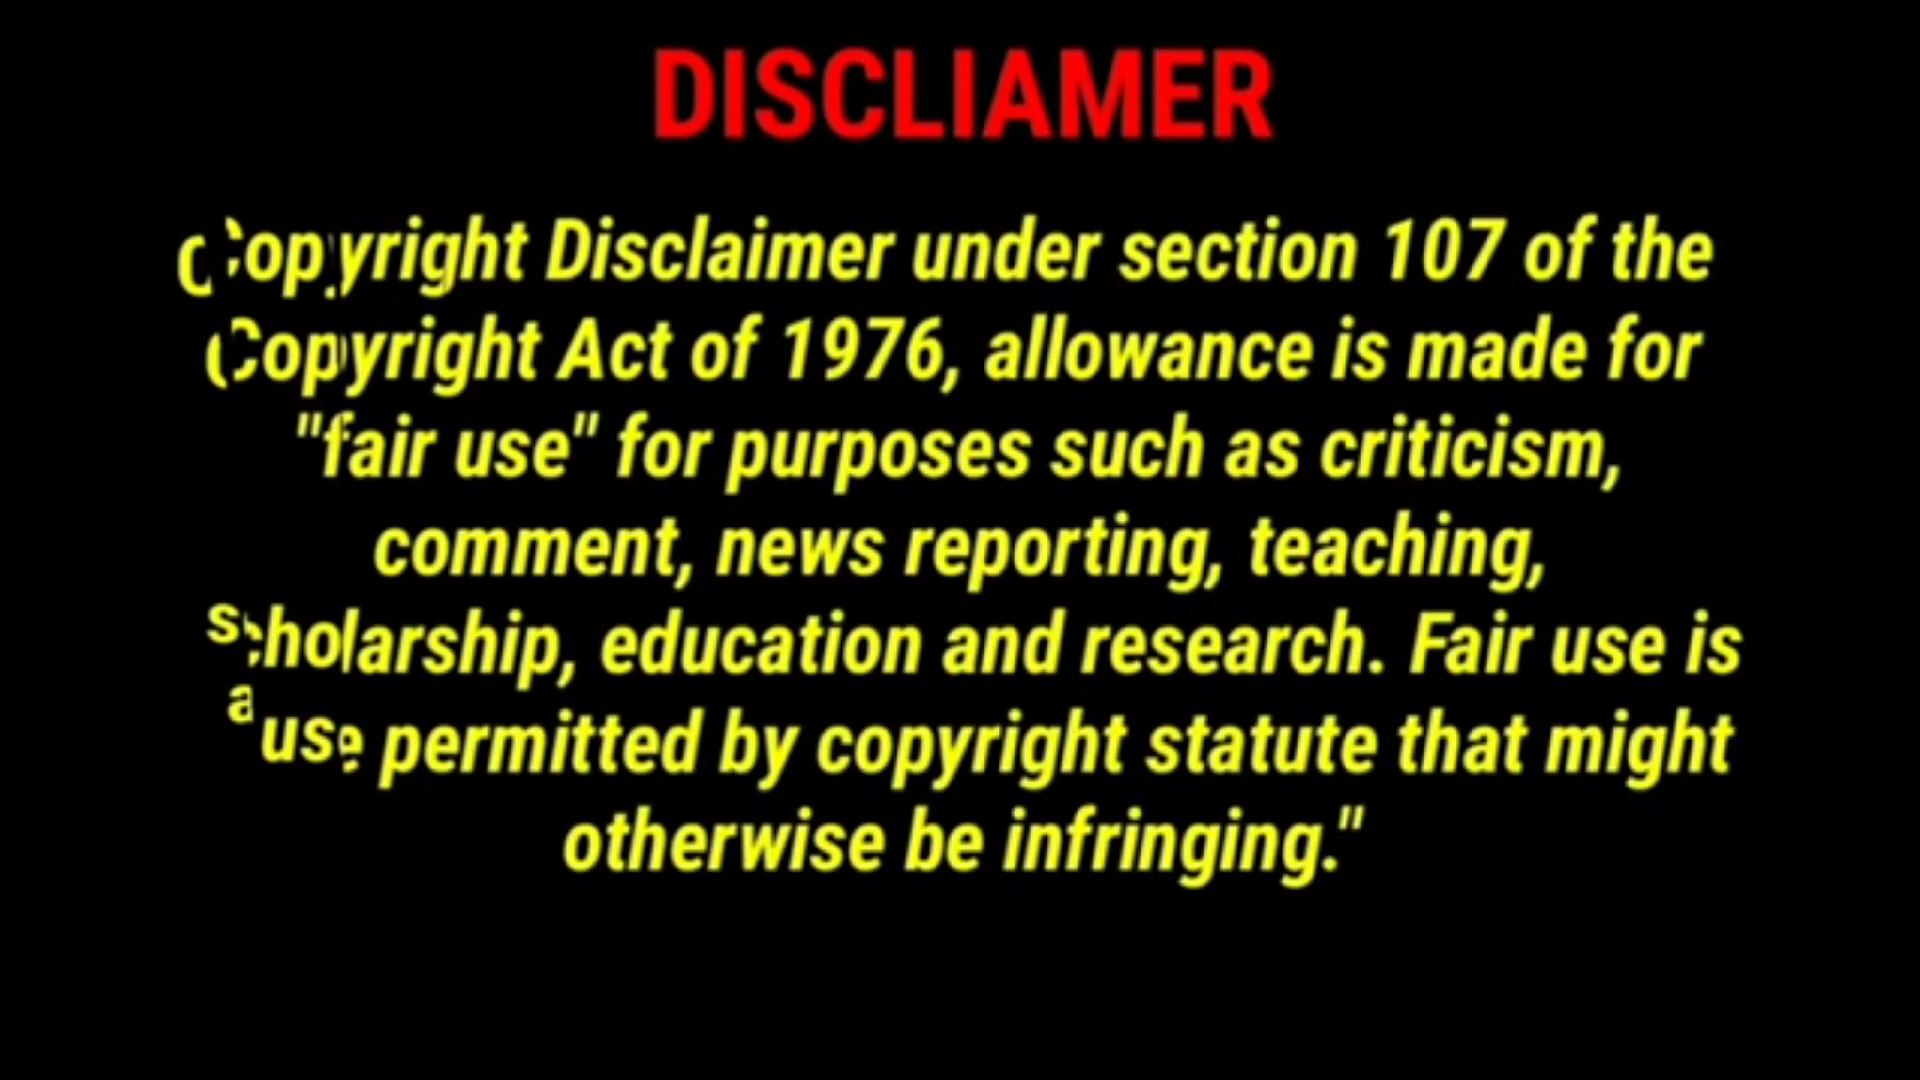 DISCLIAMER
Copyright Disclaimer under section 107 of the
Copyright Act of 1976, allowance is made for
"fair use" for purposes such as criticism,
comment, news reporting, teaching,
scholarship, education and research. Fair use is
a use permitted by copyright statute that might
otherwise be infringing."